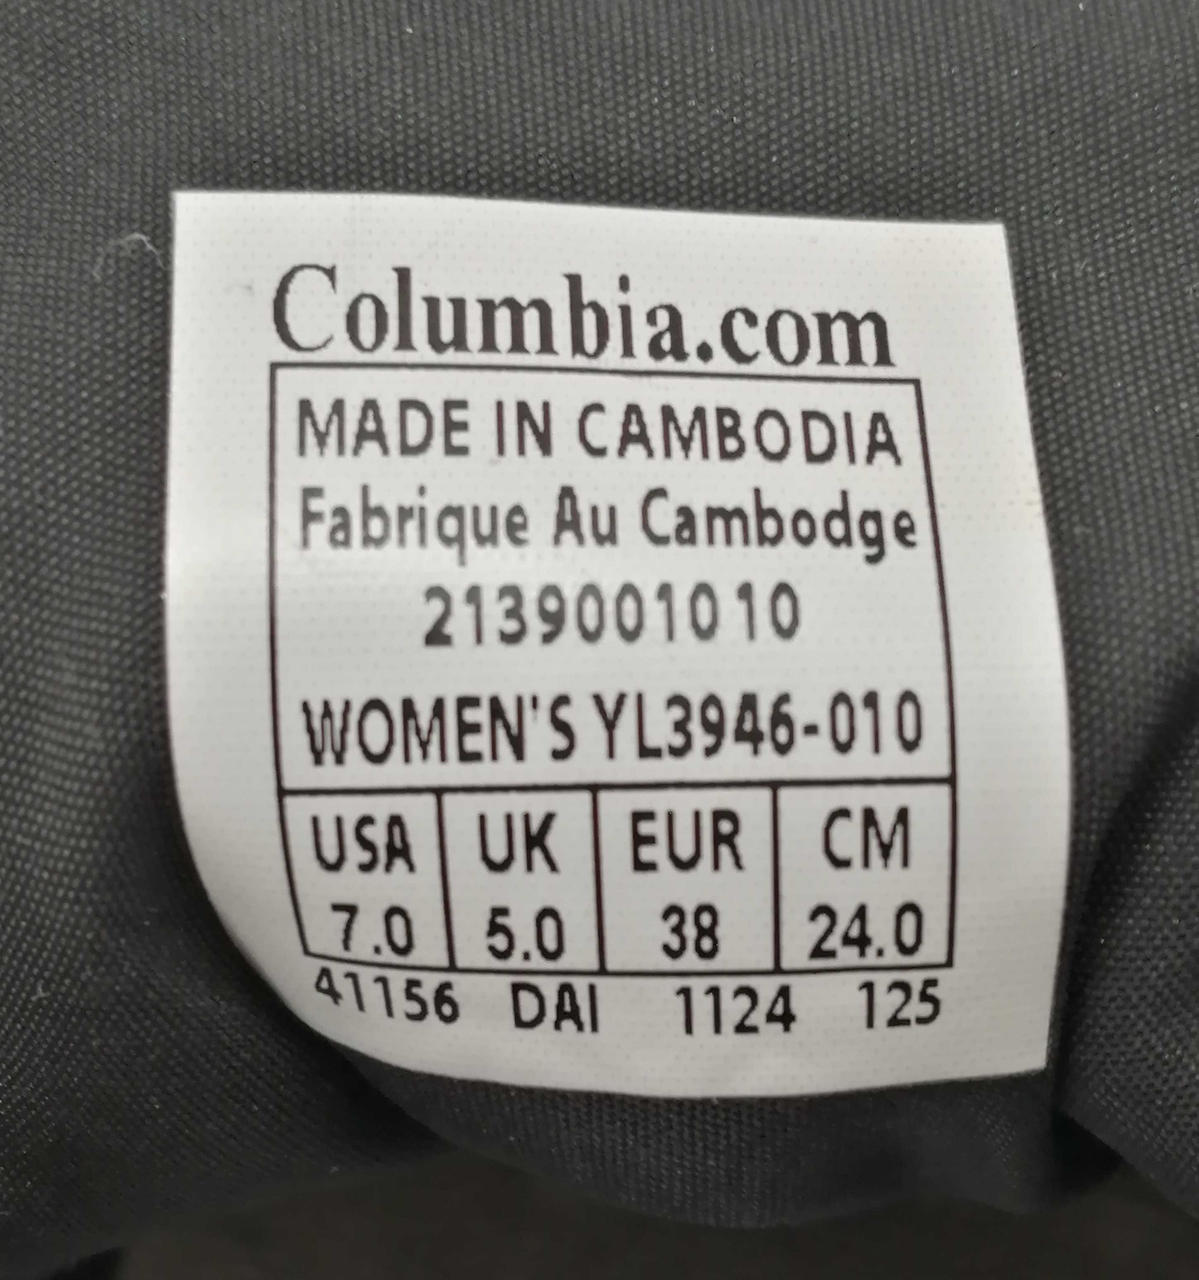 Columbia.com
MADE IN CAMBODIA
Fabrique Au Cambodge
2139001010
WOMEN'S YL3946-010
USA UK EUR CM
7.0 5.0 38 24.0
41156 DAI 1124 125